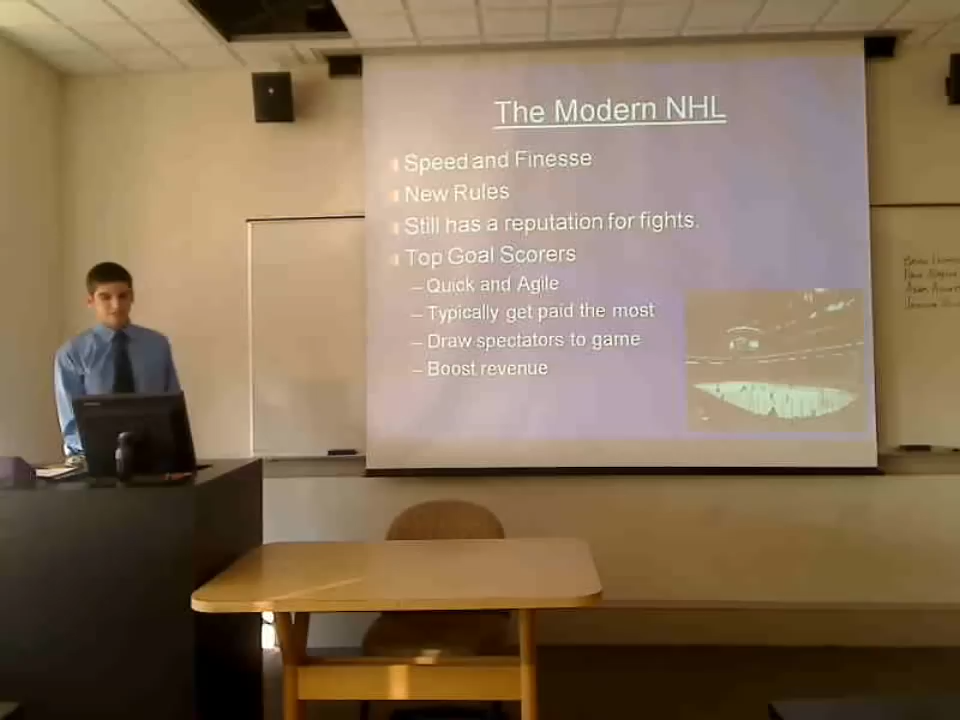 The Modern NHL
Speed and Finesse
New Rules
Still has a reputation for fights.
Top Goal Scorers
– Quick and Agile
– Typically get paid the most
– Draw spectators to game
– Boost revenue